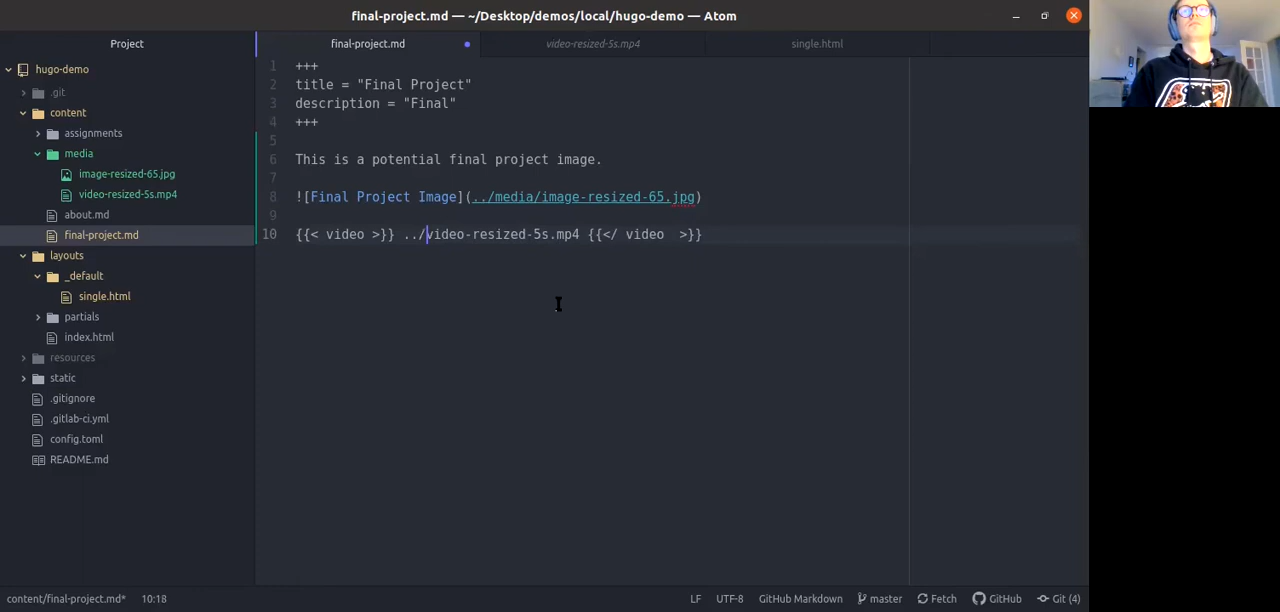 final-project.md — ~/Desktop/demos/local/hugo-demo — Atom
Project
final-project.md
video-resized-5s.mp4
single.html
hugo-demo
.git
content
assignments
media
image-resized-65.jpg
video-resized-5s.mp4
about.md
final-project.md
layouts
_default
single.html
partials
index.html
resources
static
.gitignore
.gitlab-ci.yml
config.toml
README.md
1 +++
2 title = "Final Project"
3 description = "Final"
4 +++
5
6 This is a potential final project image.
7
8 ![Final Project Image](../media/image-resized-65.jpg)
9
10 {{< video >}} ../video-resized-5s.mp4 {{</ video  >}}
content/final-project.md* 10:18
LF UTF-8 GitHub Markdown master Fetch GitHub Git (4)